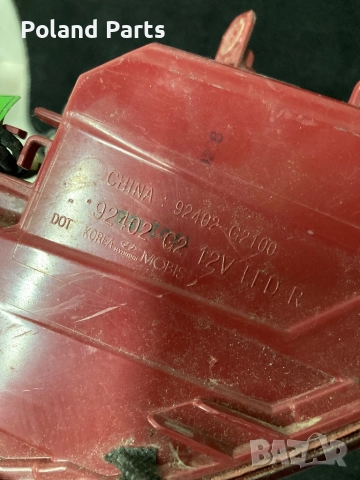 Poland Parts
CHINA : 92402-C2100
92402 C2 12V LED R
DOT KOREA MOBIS
BAZAR